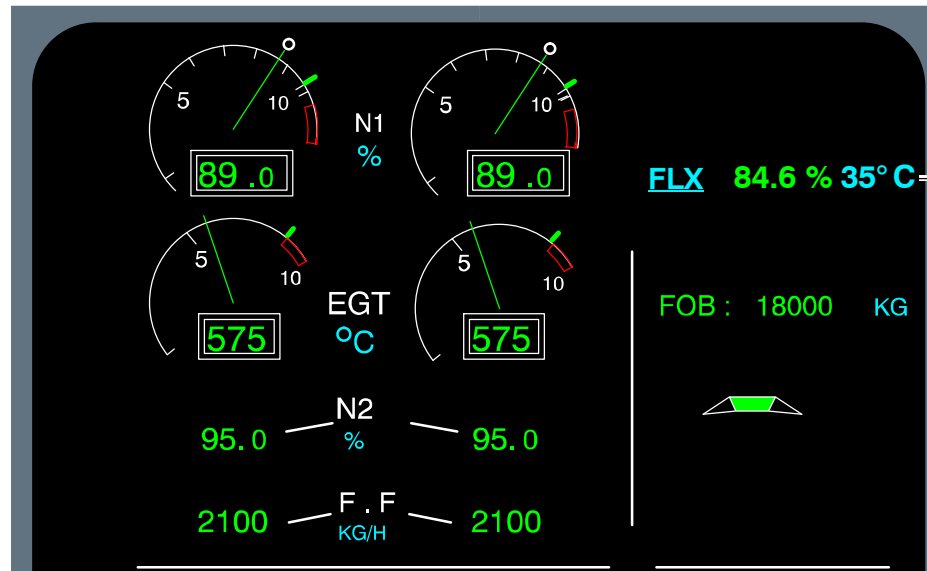 5 10 N1 5 10
% 
89.0 89.0
FLX 84.6 % 35°C
5 10 5 10
EGT
°C
575 575
FOB : 18000 KG
N2
95.0 % 95.0
F . F
2100 KG/H 2100